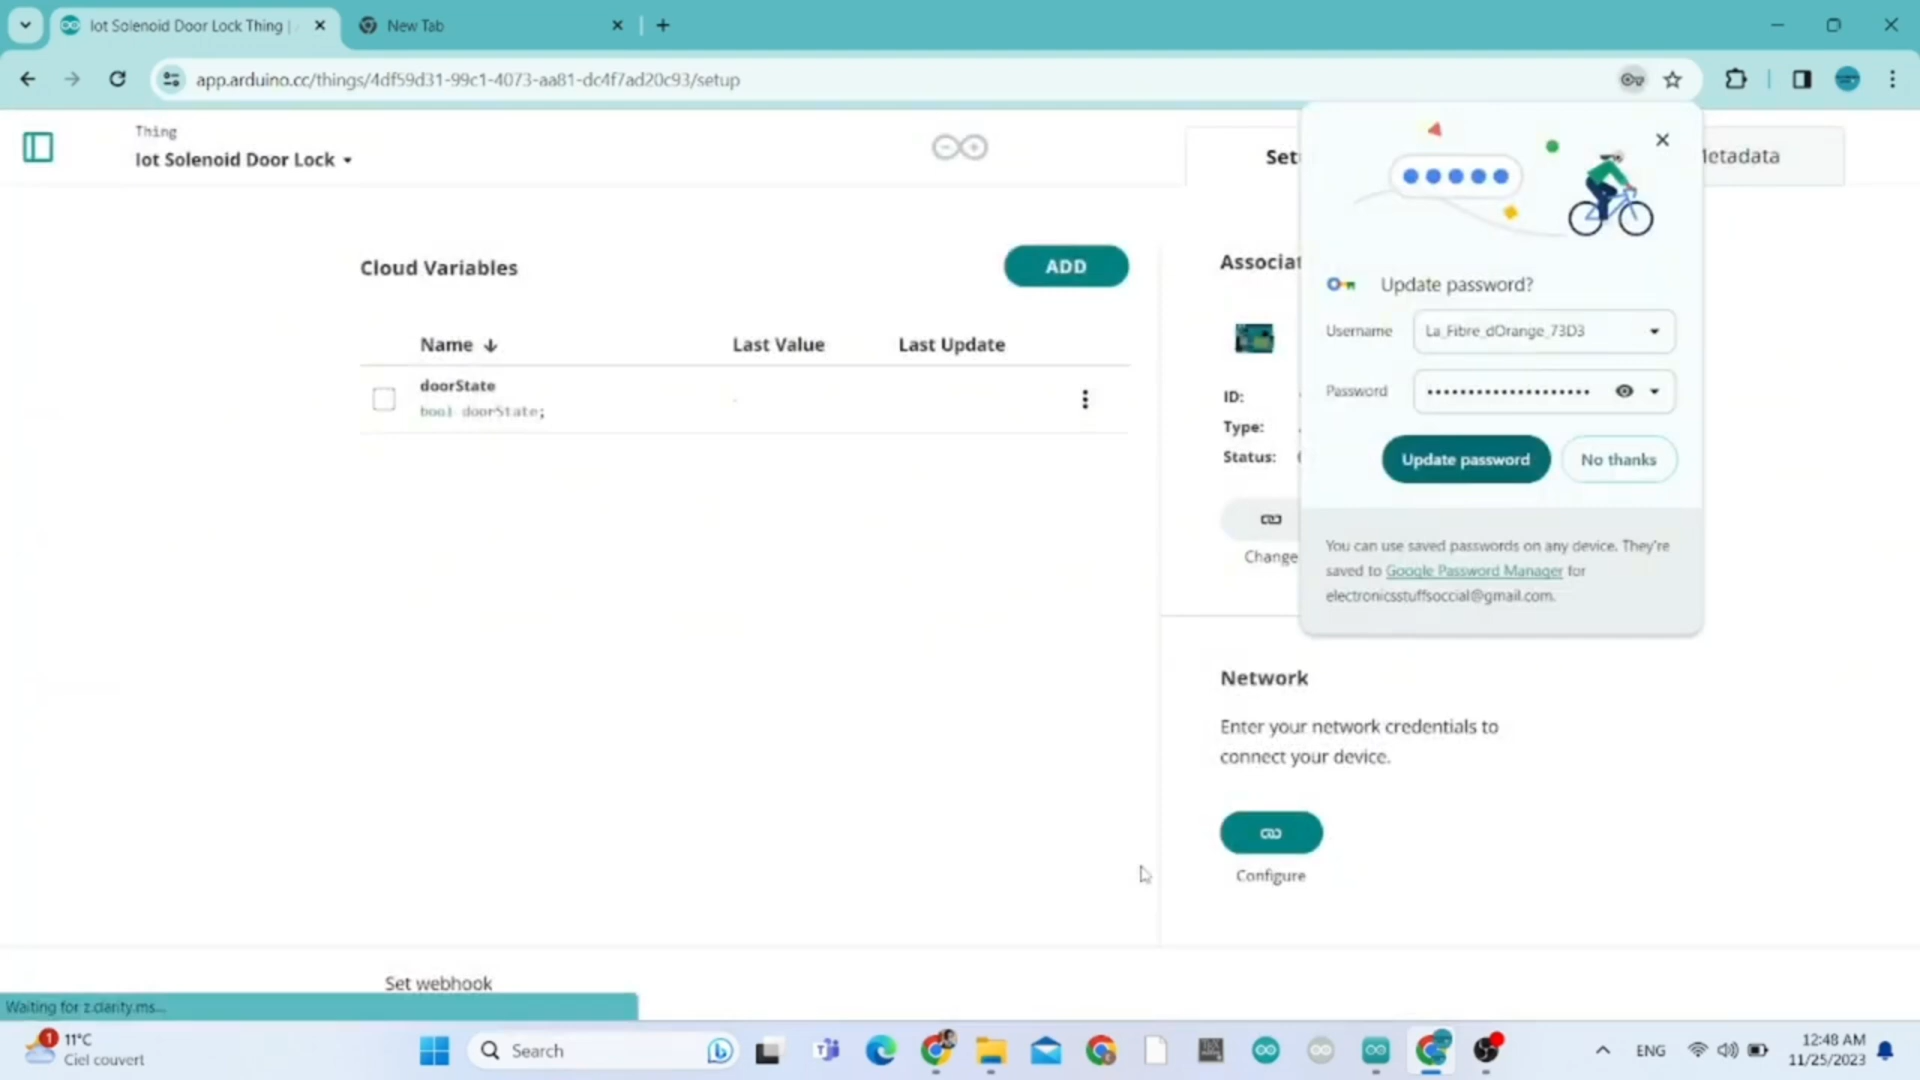 Iot Solenoid Door Lock Thing |
New Tab
app.arduino.cc/things/4df59d31-99c1-4073-aa81-dc4f7ad20c93/setup
Thing
Iot Solenoid Door Lock
Set
Metadata
Cloud Variables
ADD
Name
Last Value
Last Update
doorState
bool doorState;
Associat
ID:
Type:
Status:
Change
Update password?
Username
La_Fibre_dOrange_73D3
Password
Update password
No thanks
You can use saved passwords on any device. They're
saved to Google Password Manager for
electronicsstuffsoccial@gmail.com.
Network
Enter your network credentials to
connect your device.
Configure
Set webhook
Waiting for z.clarity.ms...
1
11°C
Ciel couvert
Search
ENG
12:48 AM
11/25/2023